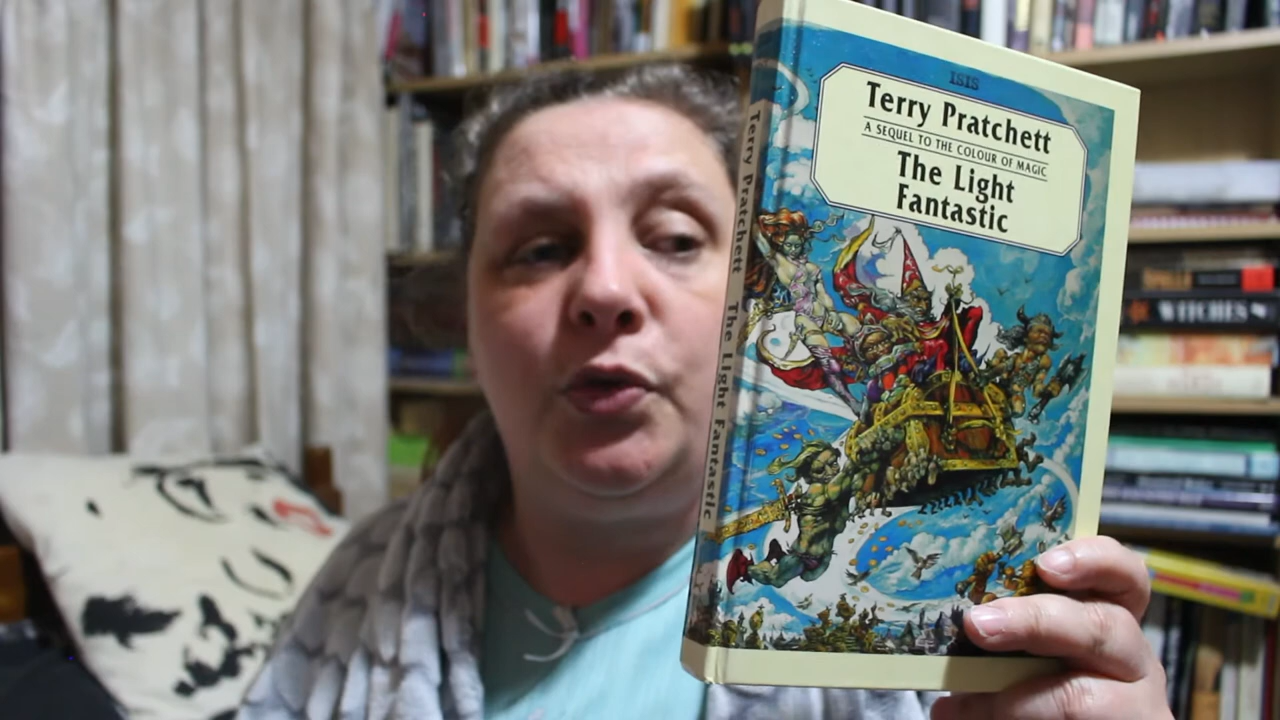 ISIS
Terry Pratchett
A SEQUEL TO THE COLOUR OF MAGIC
The Light
Fantastic
Terry Pratchett The Light Fantastic
WITCHES